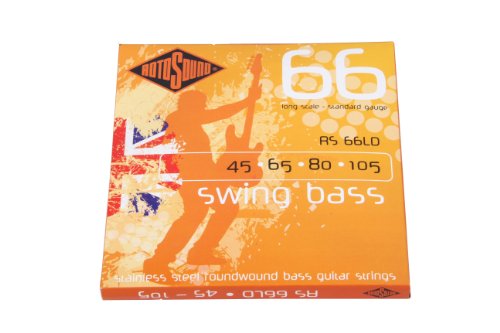 ROTOSOUND
66
long scale - standard gauge
RS 66LD
45 • 65 • 80 • 105
swing bass
stainless steel roundwound bass guitar strings
RS 66LD • 45 - 105